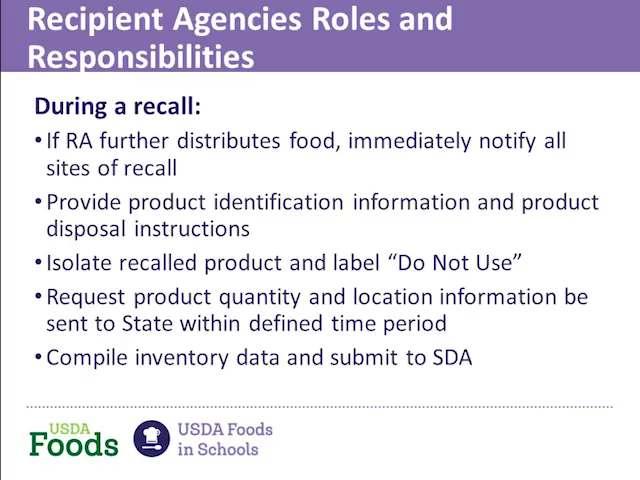 Recipient Agencies Roles and
Responsibilities
During a recall:
• If RA further distributes food, immediately notify all
sites of recall
• Provide product identification information and product
disposal instructions
• Isolate recalled product and label “Do Not Use”
• Request product quantity and location information be
sent to State within defined time period
• Compile inventory data and submit to SDA
USDA
Foods
USDA Foods
in Schools